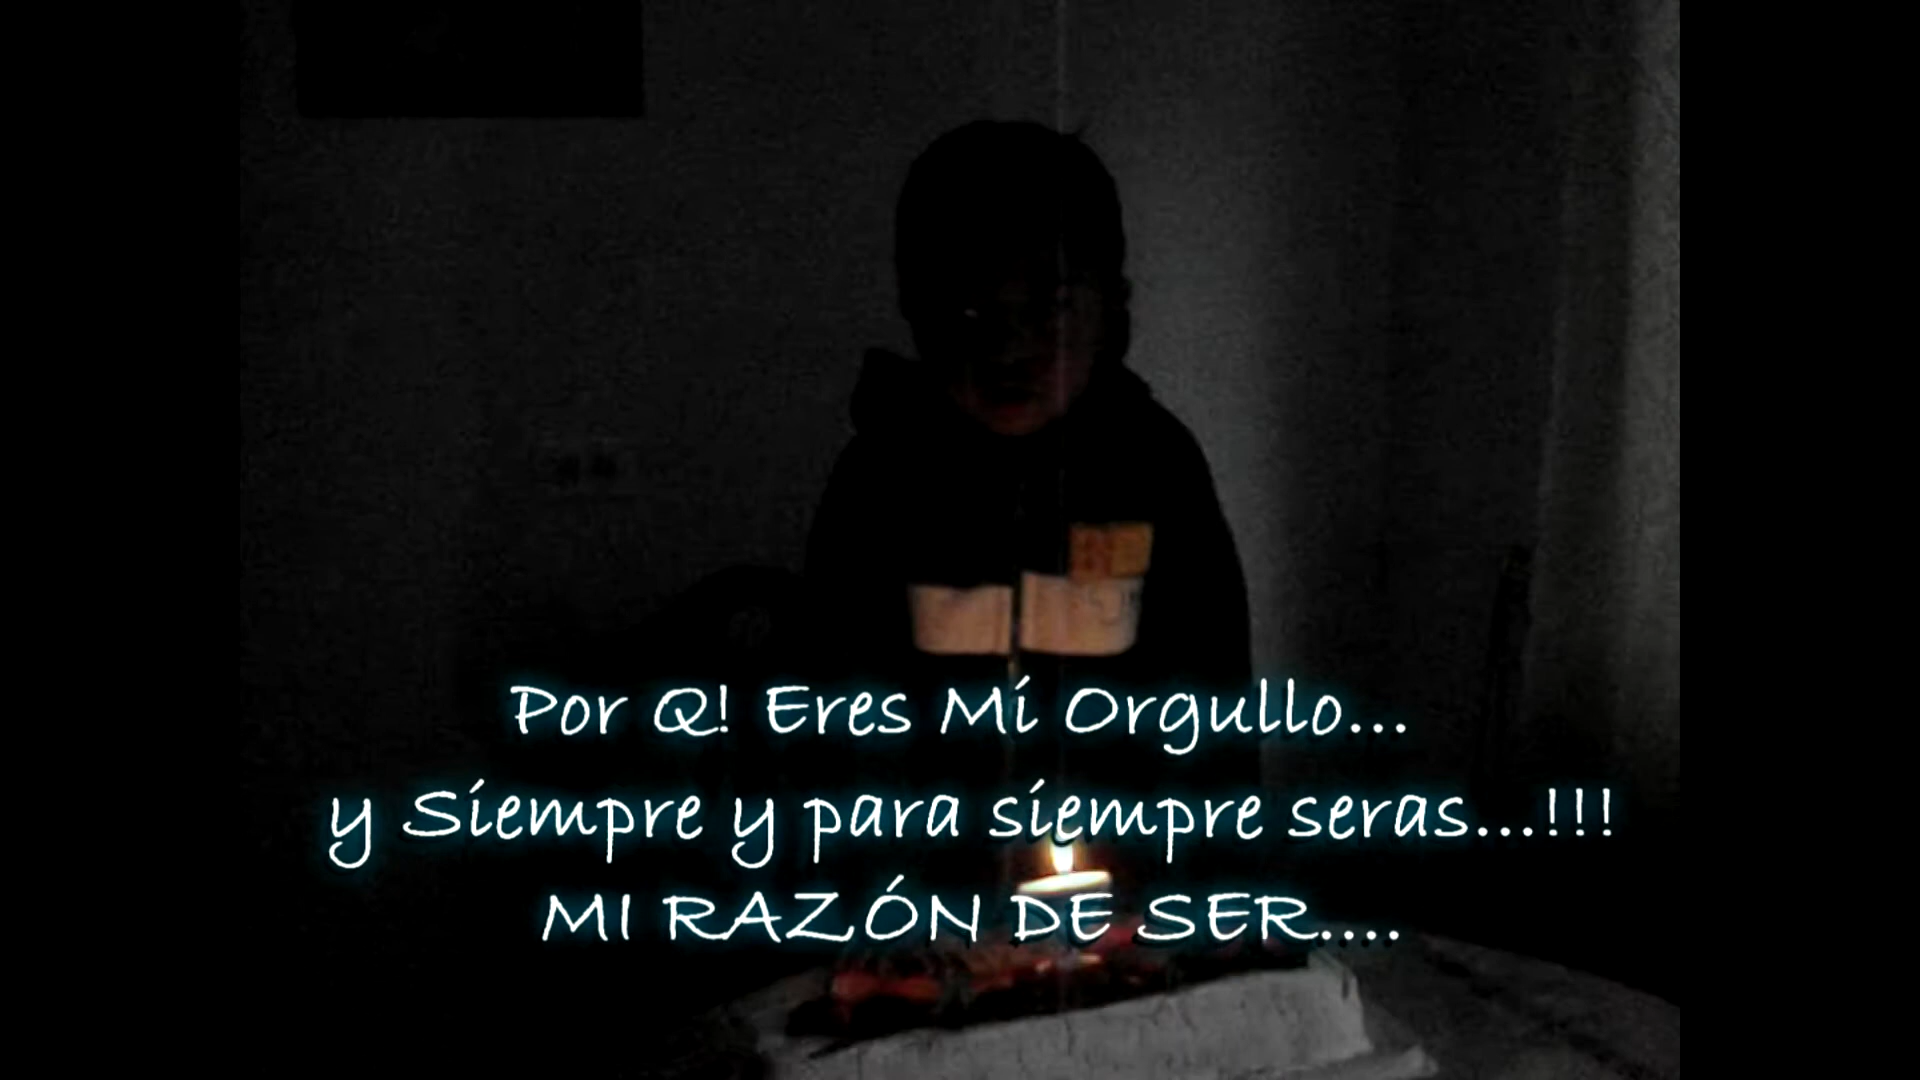 Por Q! Eres Mi Orgullo...
y Siempre y para siempre seras...!!!
MI RAZÓN DE SER....